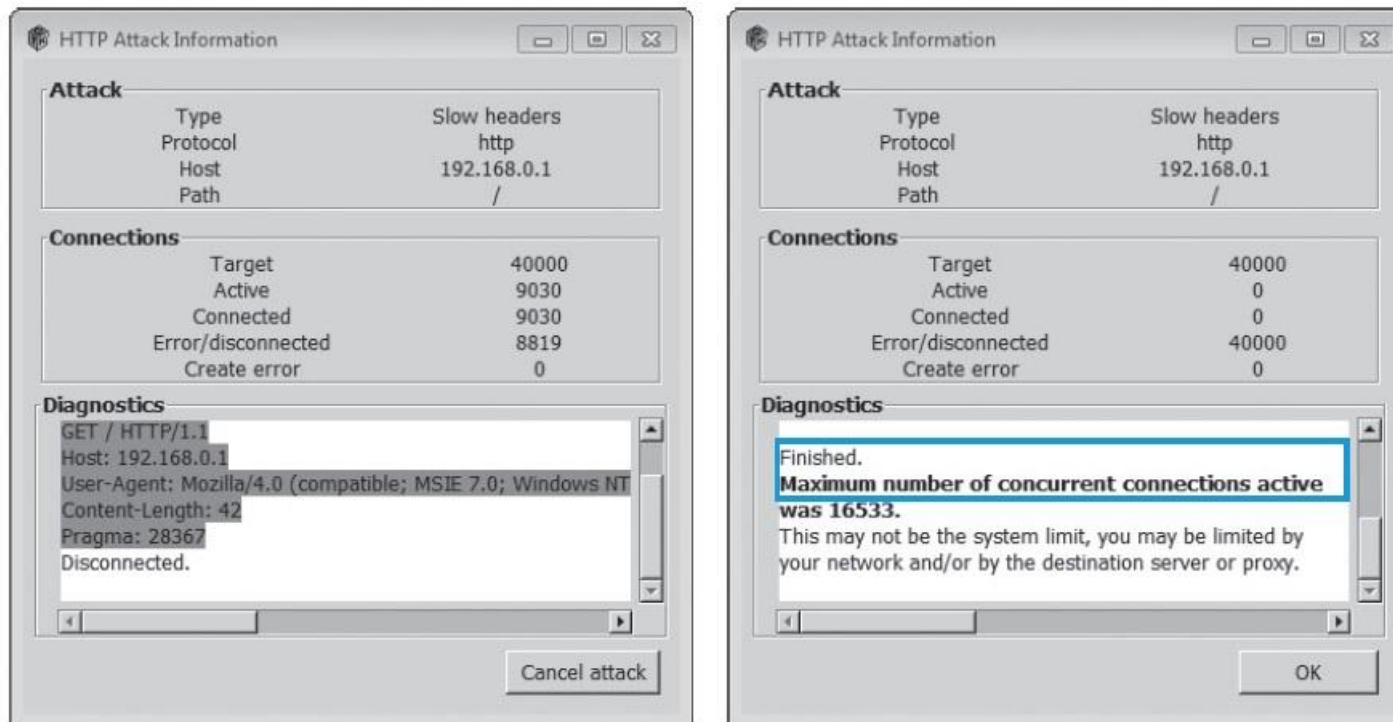 HTTP Attack Information
Attack
Type Slow headers
Protocol http
Host 192.168.0.1
Path /
Connections
Target 40000
Active 9030
Connected 9030
Error/disconnected 8819
Create error 0
Diagnostics
GET / HTTP/1.1
Host: 192.168.0.1
User-Agent: Mozilla/4.0 (compatible; MSIE 7.0; Windows NT
Content-Length: 42
Pragma: 28367
Disconnected.
Cancel attack
HTTP Attack Information
Attack
Type Slow headers
Protocol http
Host 192.168.0.1
Path /
Connections
Target 40000
Active 0
Connected 0
Error/disconnected 40000
Create error 0
Diagnostics
Finished.
Maximum number of concurrent connections active
was 16533.
This may not be the system limit, you may be limited by
your network and/or by the destination server or proxy.
OK